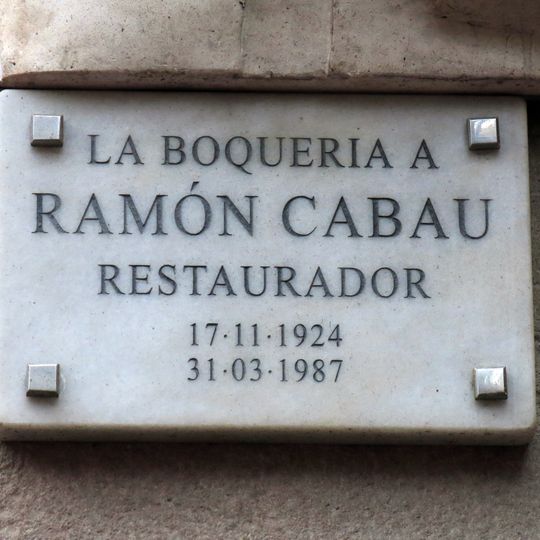 LA BOQUERIA A
RAMÓN CABAU
RESTAURADOR
17·11·1924
31·03·1987